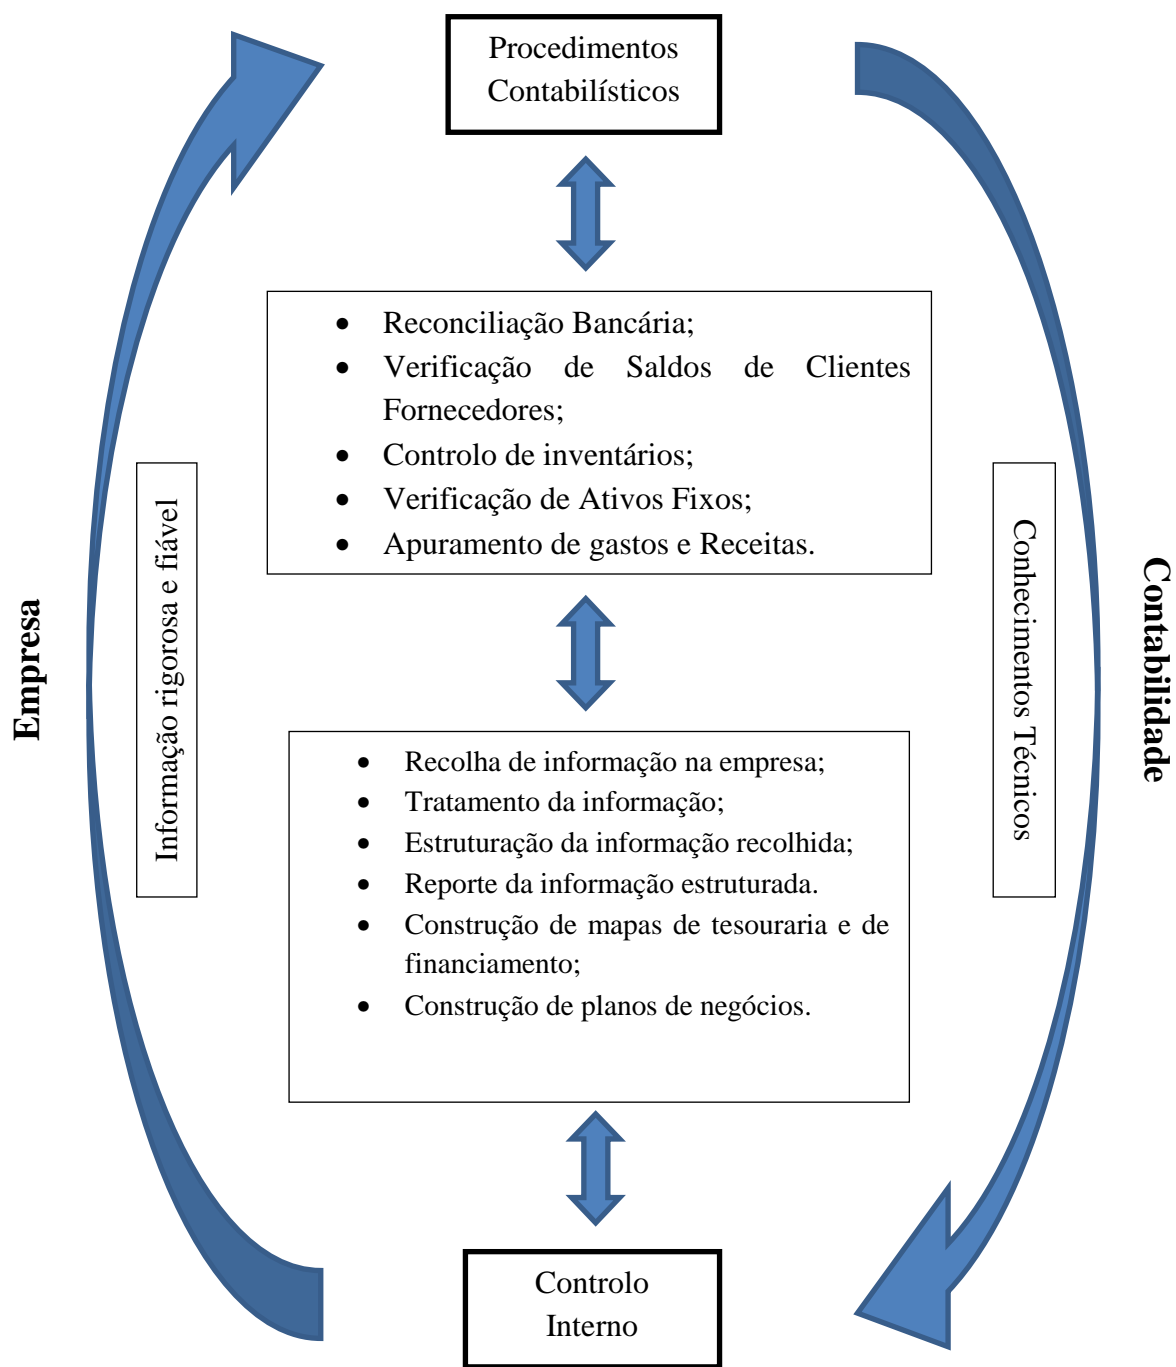 Procedimentos
Contabilísticos
• Reconciliação Bancária;
• Verificação de Saldos de Clientes
Fornecedores;
• Controlo de inventários;
• Verificação de Ativos Fixos;
• Apuramento de gastos e Receitas.
Empresa
Informação rigorosa e fiável
Conhecimentos Técnicos
Contabilidade
• Recolha de informação na empresa;
• Tratamento da informação;
• Estruturação da informação recolhida;
• Reporte da informação estruturada.
• Construção de mapas de tesouraria e de
financiamento;
• Construção de planos de negócios.
Controlo
Interno